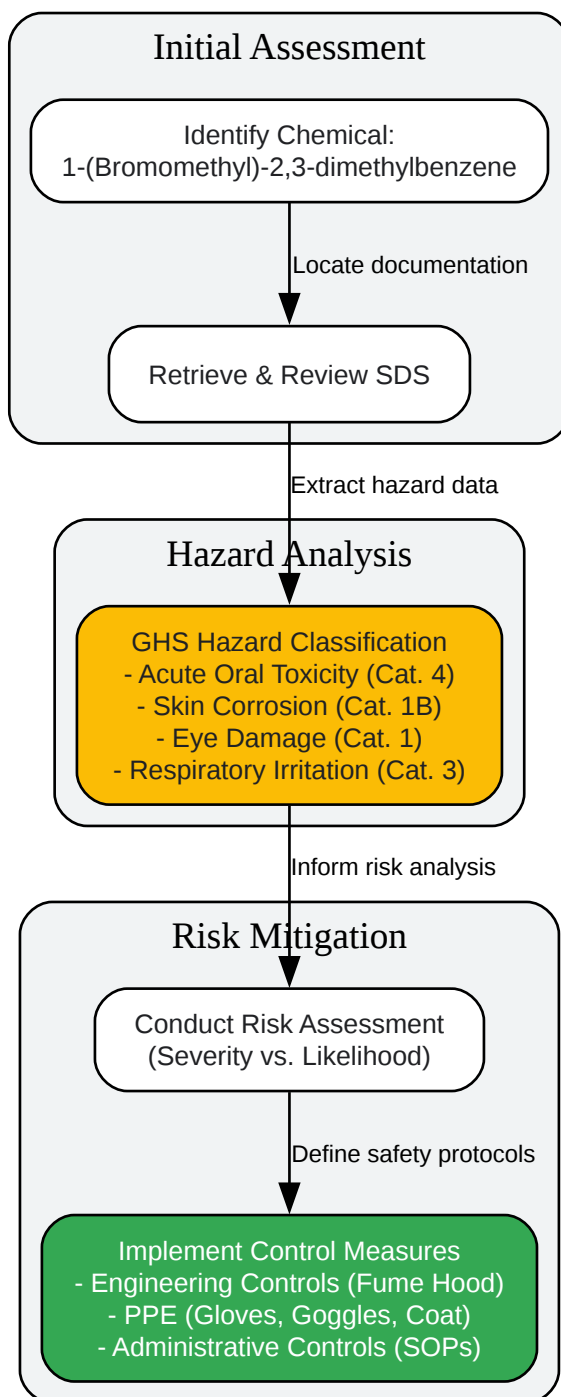 Initial Assessment
Identify Chemical:
1-(Bromomethyl)-2,3-dimethylbenzene
Locate documentation
Retrieve & Review SDS
Extract hazard data
Hazard Analysis
GHS Hazard Classification
- Acute Oral Toxicity (Cat. 4)
- Skin Corrosion (Cat. 1B)
- Eye Damage (Cat. 1)
- Respiratory Irritation (Cat. 3)
Inform risk analysis
Risk Mitigation
Conduct Risk Assessment
(Severity vs. Likelihood)
Define safety protocols
Implement Control Measures
- Engineering Controls (Fume Hood)
- PPE (Gloves, Goggles, Coat)
- Administrative Controls (SOPs)